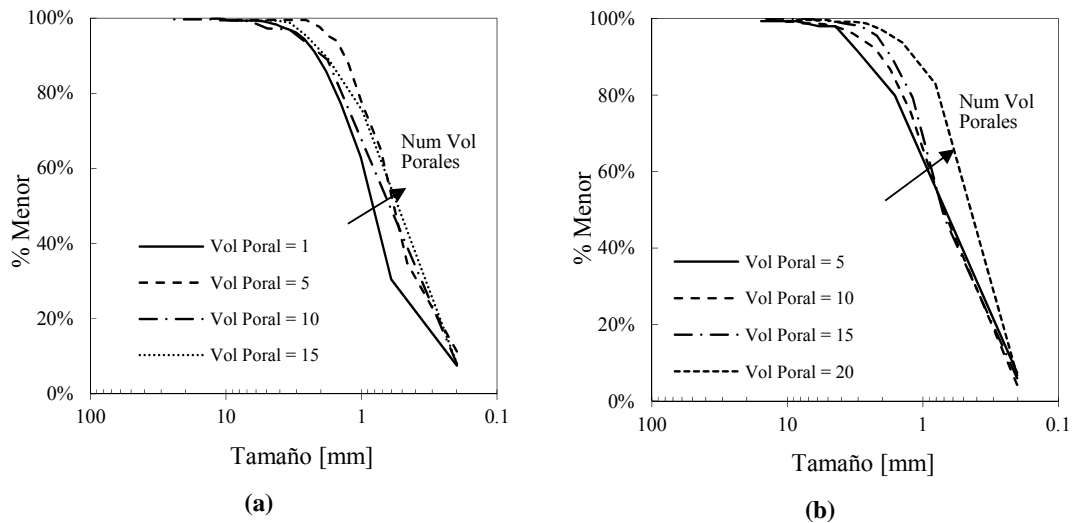 100%
80%
60%
40%
20%
0%
% Menor
Num Vol
Porales
Vol Poral = 1
Vol Poral = 5
Vol Poral = 10
Vol Poral = 15
100
10
1
0.1
Tamaño [mm]
(a)
100%
80%
60%
40%
20%
0%
% Menor
Num Vol
Porales
Vol Poral = 5
Vol Poral = 10
Vol Poral = 15
Vol Poral = 20
100
10
1
0.1
Tamaño [mm]
(b)